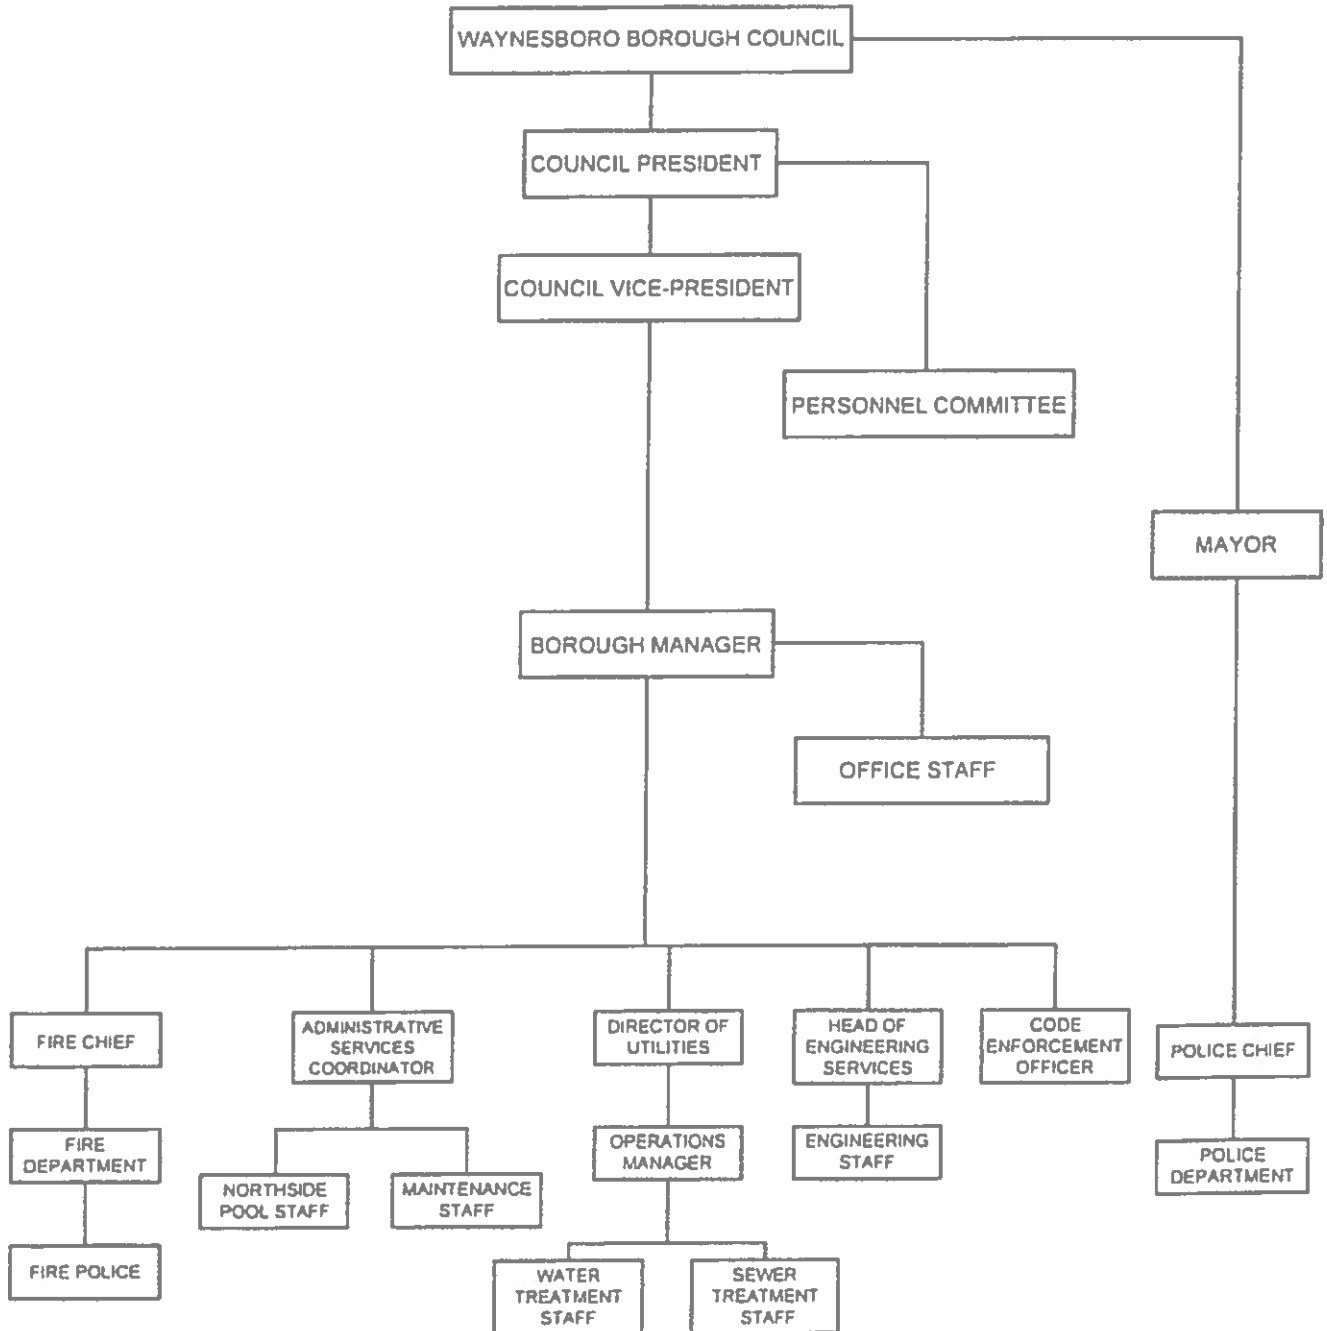 WAYNESBORO BOROUGH COUNCIL
COUNCIL PRESIDENT
COUNCIL VICE-PRESIDENT
PERSONNEL COMMITTEE
MAYOR
BOROUGH MANAGER
OFFICE STAFF
FIRE CHIEF
ADMINISTRATIVE
SERVICES
COORDINATOR
DIRECTOR OF
UTILITIES
HEAD OF
ENGINEERING
SERVICES
CODE
ENFORCEMENT
OFFICER
POLICE CHIEF
FIRE
DEPARTMENT
NORTHSIDE
POOL STAFF
MAINTENANCE
STAFF
OPERATIONS
MANAGER
ENGINEERING
STAFF
POLICE
DEPARTMENT
FIRE POLICE
WATER
TREATMENT
STAFF
SEWER
TREATMENT
STAFF